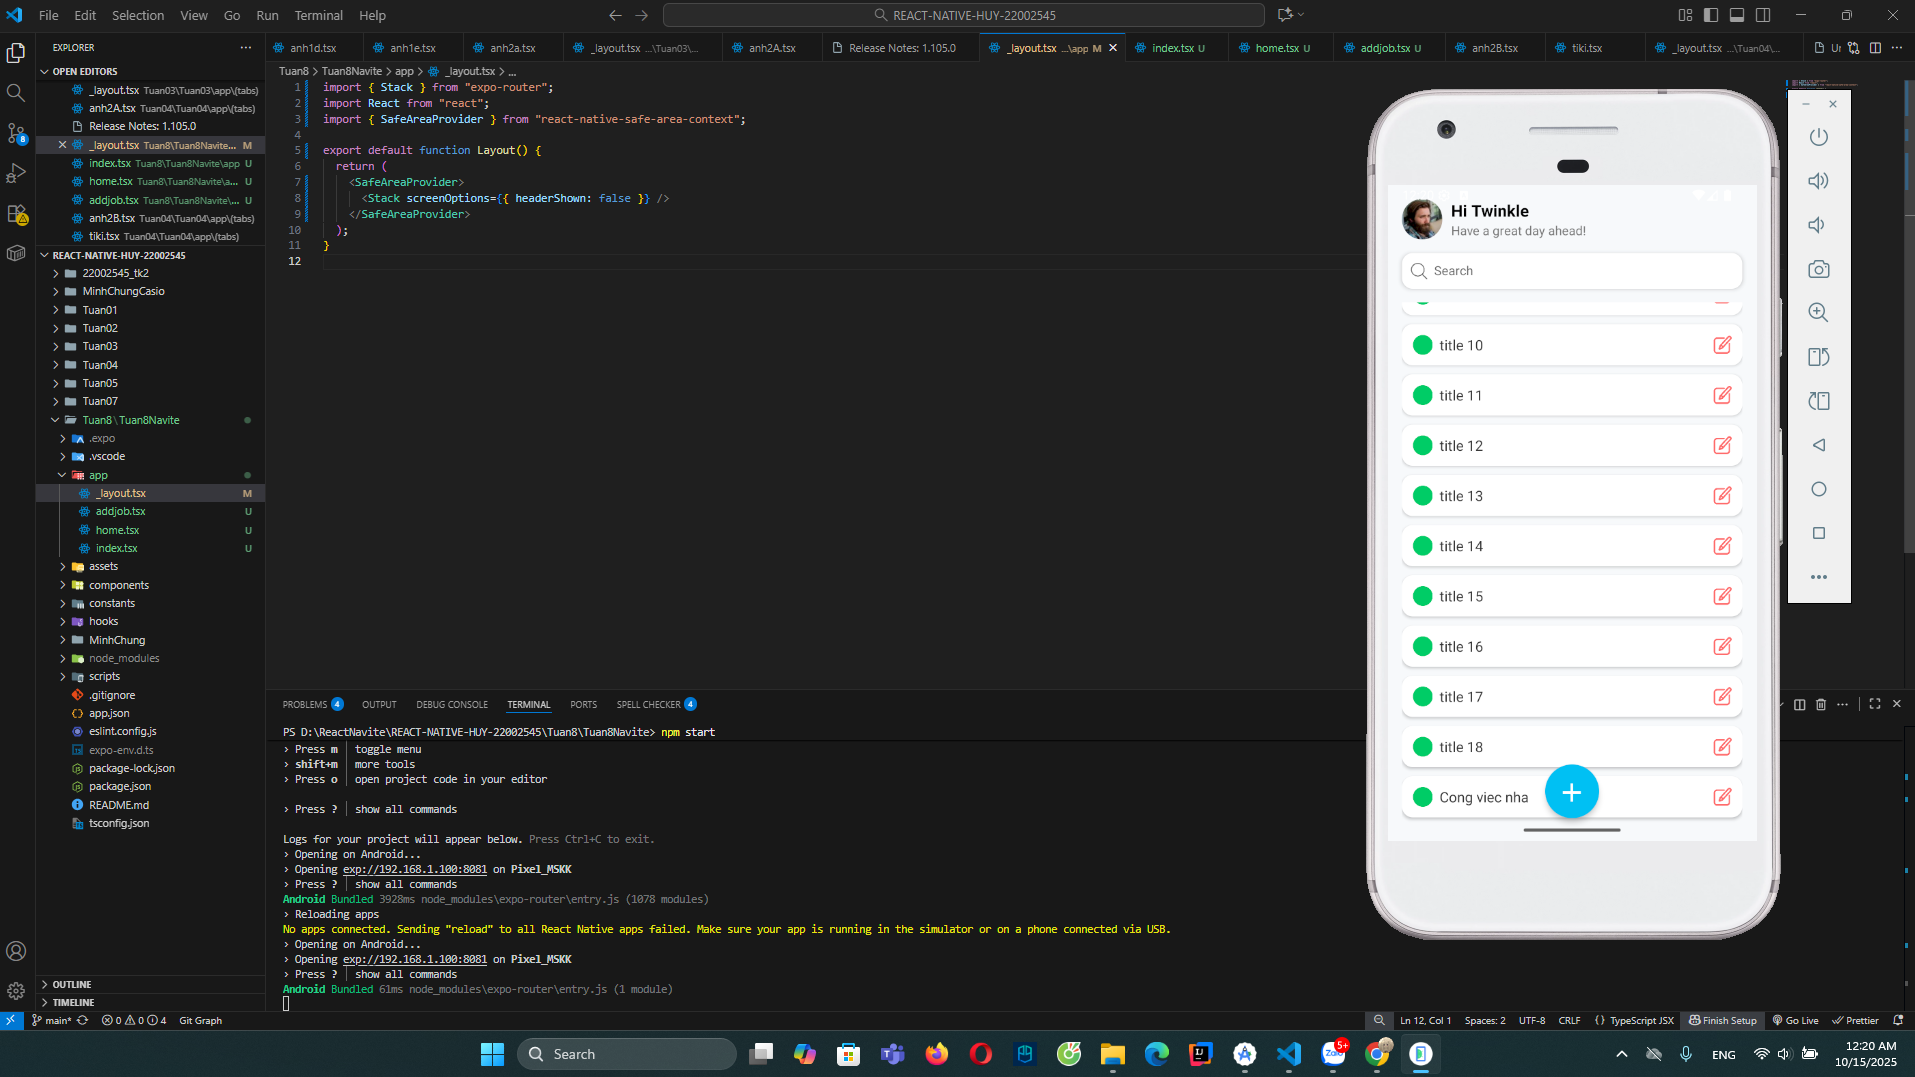 File Edit Selection View Go Run Terminal Help
REACT-NATIVE-HUY-22002545
EXPLORER
anh1d.tsx anh1e.tsx anh2a.tsx _layout.tsx ...\Tuan03\... anh2A.tsx Release Notes: 1.105.0 _layout.tsx ...\app M index.tsx U home.tsx U addjob.tsx U anh2B.tsx tiki.tsx _layout.tsx ...\Tuan04\...
OPEN EDITORS
_layout.tsx Tuan03\Tuan03\app\(tabs)
anh2A.tsx Tuan04\Tuan04\app\(tabs)
Release Notes: 1.105.0
_layout.tsx Tuan8\Tuan8Navite... M
index.tsx Tuan8\Tuan8Navite\app U
home.tsx Tuan8\Tuan8Navite\a... U
addjob.tsx Tuan8\Tuan8Navite\... U
anh2B.tsx Tuan04\Tuan04\app\(tabs)
tiki.tsx Tuan04\Tuan04\app\(tabs)
REACT-NATIVE-HUY-22002545
22002545_tk2
MinhChungCasio
Tuan01
Tuan02
Tuan03
Tuan04
Tuan05
Tuan07
Tuan8\Tuan8Navite
.expo
.vscode
app
_layout.tsx M
addjob.tsx U
home.tsx U
index.tsx U
assets
components
constants
hooks
MinhChung
node_modules
scripts
.gitignore
app.json
eslint.config.js
expo-env.d.ts
package-lock.json
package.json
README.md
tsconfig.json
OUTLINE
TIMELINE
Tuan8 > Tuan8Navite > app > _layout.tsx > ...
1 import { Stack } from "expo-router";
2 import React from "react";
3 import { SafeAreaProvider } from "react-native-safe-area-context";
4
5 export default function Layout() {
6 return (
7 <SafeAreaProvider>
8 <Stack screenOptions={{ headerShown: false }} />
9 </SafeAreaProvider>
10 );
11 }
12
Hi Twinkle
Have a great day ahead!
Search
title 10
title 11
title 12
title 13
title 14
title 15
title 16
title 17
title 18
Cong viec nha
+
PROBLEMS 4 OUTPUT DEBUG CONSOLE TERMINAL PORTS SPELL CHECKER 4
PS D:\ReactNavite\REACT-NATIVE-HUY-22002545\Tuan8\Tuan8Navite> npm start
› Press m │ toggle menu
› shift+m │ more tools
› Press o │ open project code in your editor
› Press ? │ show all commands
Logs for your project will appear below. Press Ctrl+C to exit.
› Opening on Android...
› Opening exp://192.168.1.100:8081 on Pixel_MSKK
› Press ? │ show all commands
Android Bundled 3928ms node_modules\expo-router\entry.js (1078 modules)
› Reloading apps
No apps connected. Sending "reload" to all React Native apps failed. Make sure your app is running in the simulator or on a phone connected via USB.
› Opening on Android...
› Opening exp://192.168.1.100:8081 on Pixel_MSKK
› Press ? │ show all commands
Android Bundled 61ms node_modules\expo-router\entry.js (1 module)
main* 0 0 4 Git Graph
Ln 12, Col 1 Spaces: 2 UTF-8 CRLF {} TypeScript JSX Finish Setup Go Live Prettier
Search
5+
ENG
12:20 AM
10/15/2025